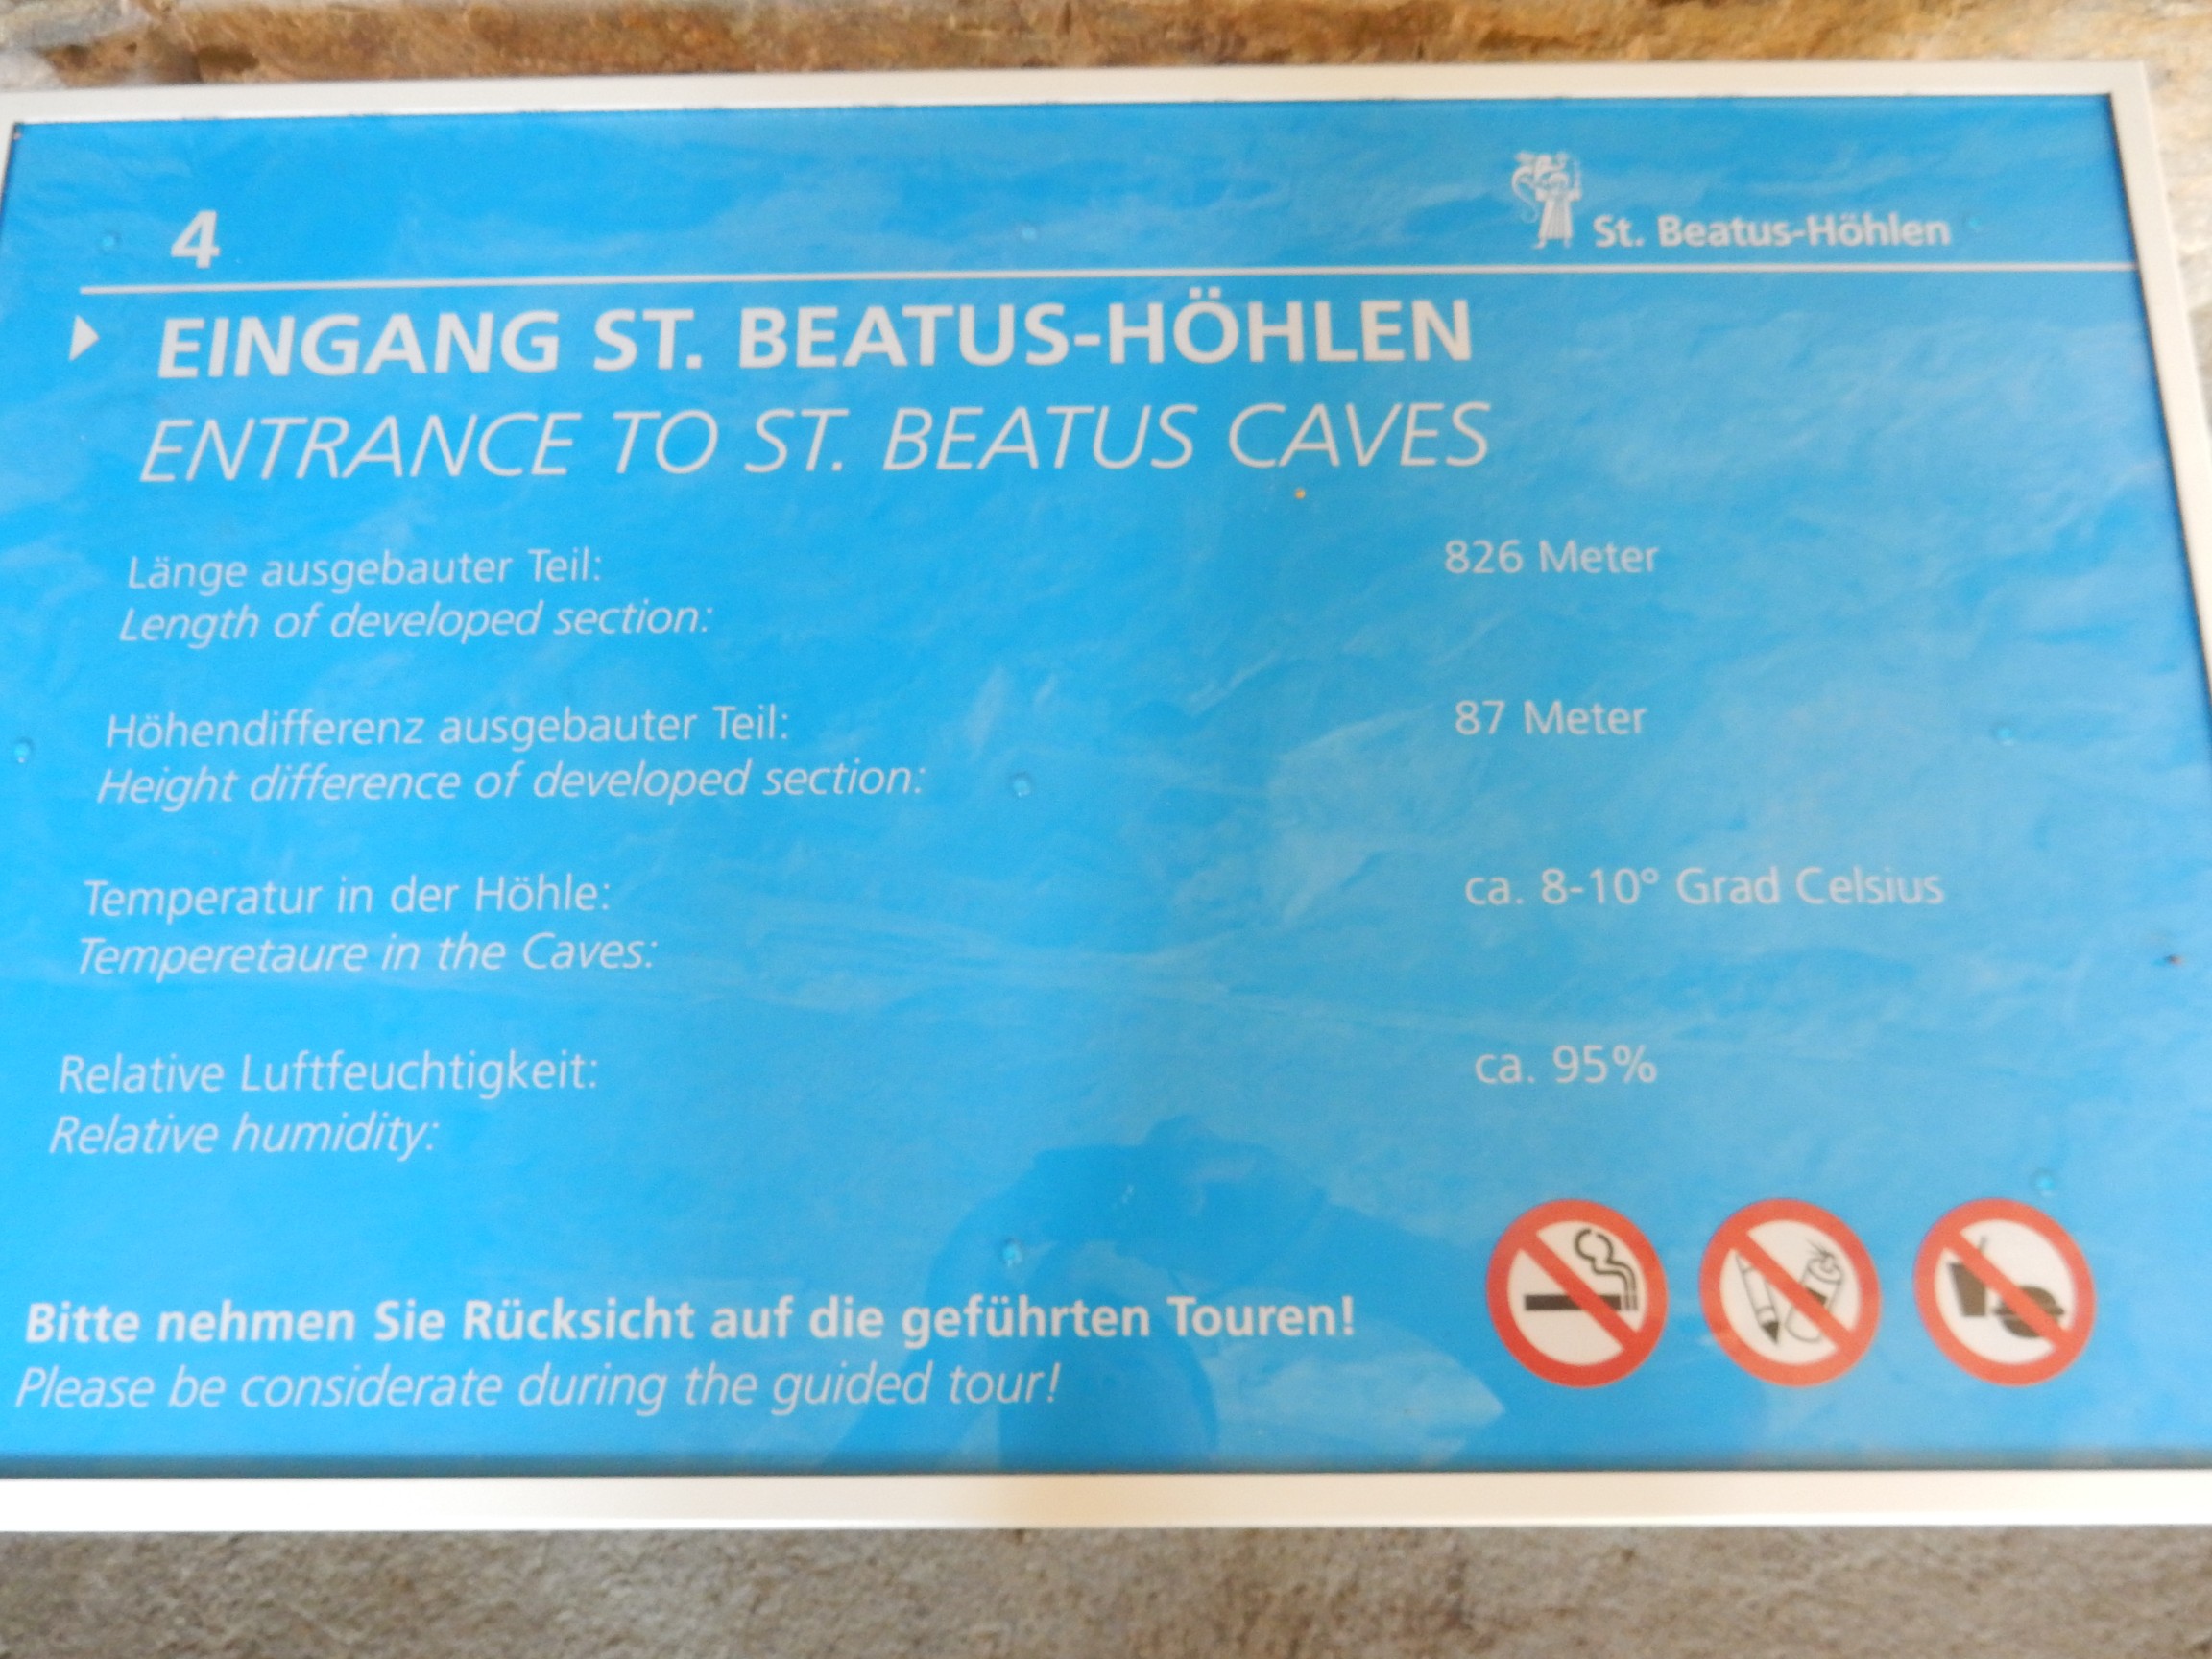 4
St. Beatus-Höhlen
EINGANG ST. BEATUS-HÖHLEN
ENTRANCE TO ST. BEATUS CAVES
Länge ausgebauter Teil: 826 Meter
Length of developed section:
Höhendifferenz ausgebauter Teil: 87 Meter
Height difference of developed section:
Temperatur in der Höhle: ca. 8-10° Grad Celsius
Temperetaure in the Caves:
Relative Luftfeuchtigkeit: ca. 95%
Relative humidity:
Bitte nehmen Sie Rücksicht auf die geführten Touren!
Please be considerate during the guided tour!